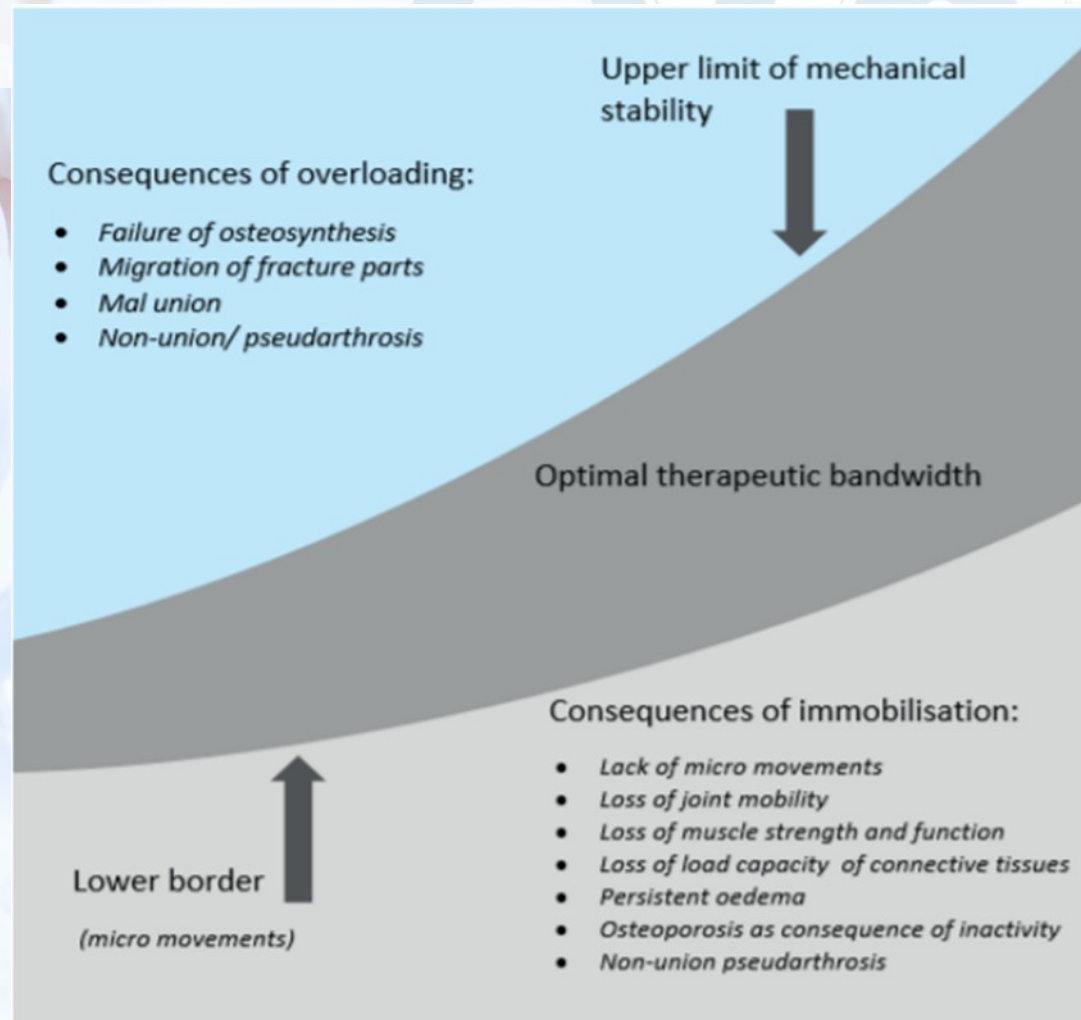 Upper limit of mechanical
stability
Consequences of overloading:
• Failure of osteosynthesis
• Migration of fracture parts
• Mal union
• Non-union/ pseudarthrosis
Optimal therapeutic bandwidth
Consequences of immobilisation:
• Lack of micro movements
• Loss of joint mobility
• Loss of muscle strength and function
• Loss of load capacity of connective tissues
• Persistent oedema
• Osteoporosis as consequence of inactivity
• Non-union pseudarthrosis
Lower border
(micro movements)